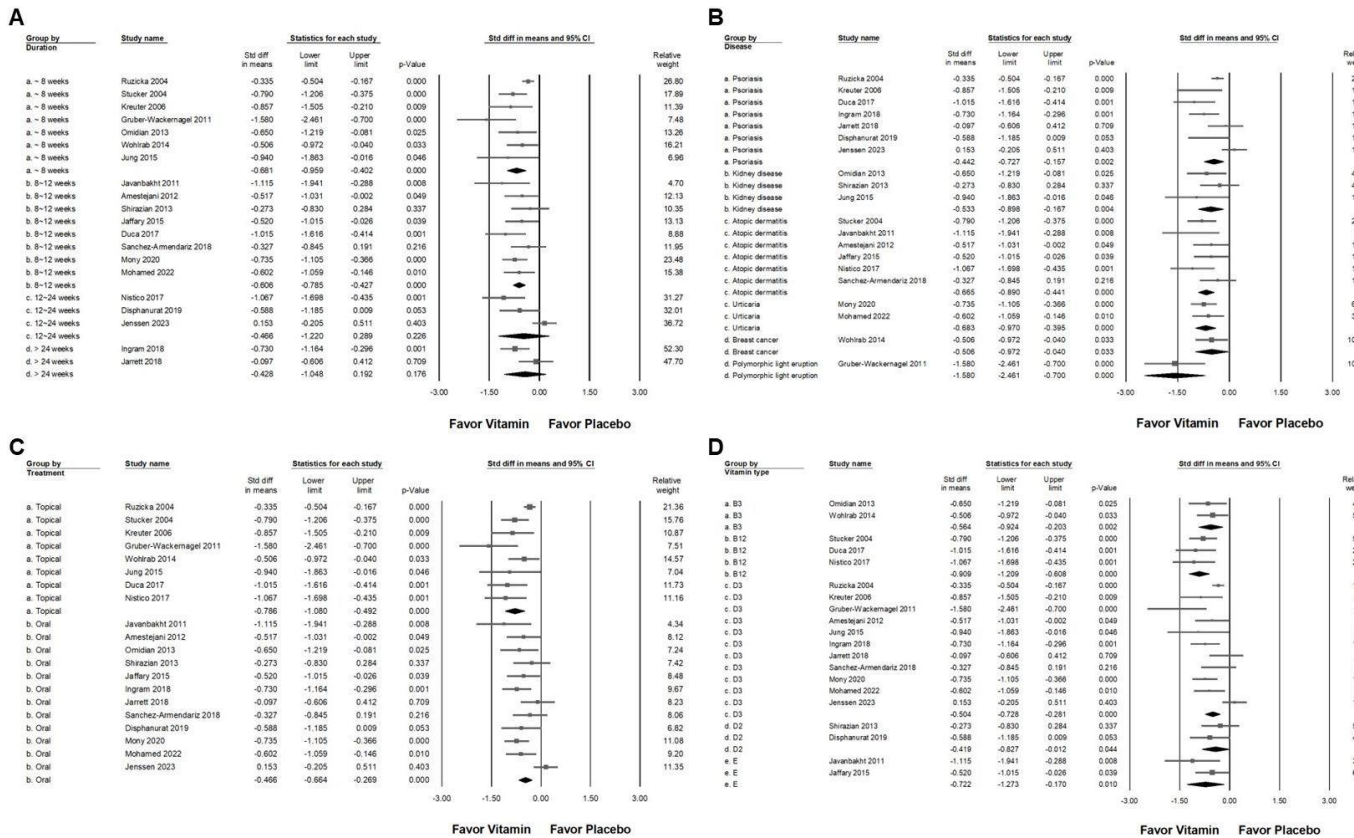 A
Group by Duration Study name Statistics for each study Std diff in means and 95% CI
Std diff in means Lower limit Upper limit p-Value Relative weight
a. ~ 8 weeks Ruzicka 2004 -0.335 -0.504 -0.167 0.000 26.80
a. ~ 8 weeks Stucker 2004 -0.790 -1.206 -0.375 0.000 17.89
a. ~ 8 weeks Kreuter 2006 -0.857 -1.505 -0.210 0.009 11.39
a. ~ 8 weeks Gruber-Wackernagel 2011 -1.580 -2.461 -0.700 0.000 7.48
a. ~ 8 weeks Omidian 2013 -0.650 -1.219 -0.081 0.025 13.26
a. ~ 8 weeks Wohlrab 2014 -0.506 -0.972 -0.040 0.033 16.21
a. ~ 8 weeks Jung 2015 -0.940 -1.863 -0.016 0.046 6.96
a. ~ 8 weeks -0.681 -0.959 -0.402 0.000
b. 8~12 weeks Javanbakht 2011 -1.115 -1.941 -0.288 0.008 4.70
b. 8~12 weeks Amestejani 2012 -0.517 -1.031 -0.002 0.049 12.13
b. 8~12 weeks Shirazian 2013 -0.273 -0.830 0.284 0.337 10.35
b. 8~12 weeks Jaffary 2015 -0.520 -1.015 -0.026 0.039 13.13
b. 8~12 weeks Duca 2017 -1.015 -1.616 -0.414 0.001 8.88
b. 8~12 weeks Sanchez-Armendariz 2018 -0.327 -0.845 0.191 0.216 11.95
b. 8~12 weeks Mony 2020 -0.735 -1.105 -0.366 0.000 23.48
b. 8~12 weeks Mohamed 2022 -0.602 -1.059 -0.146 0.010 15.38
b. 8~12 weeks -0.606 -0.785 -0.427 0.000
c. 12~24 weeks Nistico 2017 -1.067 -1.698 -0.435 0.001 31.27
c. 12~24 weeks Disphanurat 2019 -0.588 -1.185 0.009 0.053 32.01
c. 12~24 weeks Jenssen 2023 0.153 -0.205 0.511 0.403 36.72
c. 12~24 weeks -0.466 -1.220 0.289 0.226
d. > 24 weeks Ingram 2018 -0.730 -1.164 -0.296 0.001 52.30
d. > 24 weeks Jarrett 2018 -0.097 -0.606 0.412 0.709 47.70
d. > 24 weeks -0.428 -1.048 0.192 0.176
-3.00 -1.50 0.00 1.50 3.00
Favor Vitamin Favor Placebo
B
Group by Disease Study name Statistics for each study Std diff in means and 95% CI
Std diff in means Lower limit Upper limit p-Value
a. Psoriasis Ruzicka 2004 -0.335 -0.504 -0.167 0.000
a. Psoriasis Kreuter 2006 -0.857 -1.505 -0.210 0.009
a. Psoriasis Duca 2017 -1.015 -1.616 -0.414 0.001
a. Psoriasis Ingram 2018 -0.730 -1.164 -0.296 0.001
a. Psoriasis Jarrett 2018 -0.097 -0.606 0.412 0.709
a. Psoriasis Disphanurat 2019 -0.588 -1.185 0.009 0.053
a. Psoriasis Jenssen 2023 0.153 -0.205 0.511 0.403
a. Psoriasis -0.442 -0.727 -0.157 0.002
b. Kidney disease Omidian 2013 -0.650 -1.219 -0.081 0.025
b. Kidney disease Shirazian 2013 -0.273 -0.830 0.284 0.337
b. Kidney disease Jung 2015 -0.940 -1.863 -0.016 0.046
b. Kidney disease -0.533 -0.898 -0.167 0.004
c. Atopic dermatitis Stucker 2004 -0.790 -1.206 -0.375 0.000
c. Atopic dermatitis Javanbakht 2011 -1.115 -1.941 -0.288 0.008
c. Atopic dermatitis Amestejani 2012 -0.517 -1.031 -0.002 0.049
c. Atopic dermatitis Jaffary 2015 -0.520 -1.015 -0.026 0.039
c. Atopic dermatitis Nistico 2017 -1.067 -1.698 -0.435 0.001
c. Atopic dermatitis Sanchez-Armendariz 2018 -0.327 -0.845 0.191 0.216
c. Atopic dermatitis -0.665 -0.890 -0.441 0.000
c. Urticaria Mony 2020 -0.735 -1.105 -0.366 0.000
c. Urticaria Mohamed 2022 -0.602 -1.059 -0.146 0.010
c. Urticaria -0.683 -0.970 -0.395 0.000
d. Breast cancer Wohlrab 2014 -0.506 -0.972 -0.040 0.033
d. Breast cancer -0.506 -0.972 -0.040 0.033
d. Polymorphic light eruption Gruber-Wackernagel 2011 -1.580 -2.461 -0.700 0.000
d. Polymorphic light eruption -1.580 -2.461 -0.700 0.000
-3.00 -1.50 0.00 1.50 3.00
Favor Vitamin Favor Placebo
C
Group by Treatment Study name Statistics for each study Std diff in means and 95% CI
Std diff in means Lower limit Upper limit p-Value Relative weight
a. Topical Ruzicka 2004 -0.335 -0.504 -0.167 0.000 21.36
a. Topical Stucker 2004 -0.790 -1.206 -0.375 0.000 15.76
a. Topical Kreuter 2006 -0.857 -1.505 -0.210 0.009 10.87
a. Topical Gruber-Wackernagel 2011 -1.580 -2.461 -0.700 0.000 7.51
a. Topical Wohlrab 2014 -0.506 -0.972 -0.040 0.033 14.57
a. Topical Jung 2015 -0.940 -1.863 -0.016 0.046 7.04
a. Topical Duca 2017 -1.015 -1.616 -0.414 0.001 11.73
a. Topical Nistico 2017 -1.067 -1.698 -0.435 0.001 11.16
a. Topical -0.786 -1.080 -0.492 0.000
b. Oral Javanbakht 2011 -1.115 -1.941 -0.288 0.008 4.34
b. Oral Amestejani 2012 -0.517 -1.031 -0.002 0.049 8.12
b. Oral Omidian 2013 -0.650 -1.219 -0.081 0.025 7.24
b. Oral Shirazian 2013 -0.273 -0.830 0.284 0.337 7.42
b. Oral Jaffary 2015 -0.520 -1.015 -0.026 0.039 8.48
b. Oral Ingram 2018 -0.730 -1.164 -0.296 0.001 9.67
b. Oral Jarrett 2018 -0.097 -0.606 0.412 0.709 8.23
b. Oral Sanchez-Armendariz 2018 -0.327 -0.845 0.191 0.216 8.06
b. Oral Disphanurat 2019 -0.588 -1.185 0.009 0.053 6.82
b. Oral Mony 2020 -0.735 -1.105 -0.366 0.000 11.08
b. Oral Mohamed 2022 -0.602 -1.059 -0.146 0.010 9.20
b. Oral Jenssen 2023 0.153 -0.205 0.511 0.403 11.35
b. Oral -0.466 -0.664 -0.269 0.000
-3.00 -1.50 0.00 1.50 3.00
Favor Vitamin Favor Placebo
D
Group by Vitamin type Study name Statistics for each study Std diff in means and 95% CI
Std diff in means Lower limit Upper limit p-Value
a. B3 Omidian 2013 -0.650 -1.219 -0.081 0.025
a. B3 Wohlrab 2014 -0.506 -0.972 -0.040 0.033
a. B3 -0.564 -0.924 -0.203 0.002
b. B12 Stucker 2004 -0.790 -1.206 -0.375 0.000
b. B12 Duca 2017 -1.015 -1.616 -0.414 0.001
b. B12 Nistico 2017 -1.067 -1.698 -0.435 0.001
b. B12 -0.909 -1.209 -0.608 0.000
c. D3 Ruzicka 2004 -0.335 -0.504 -0.167 0.000
c. D3 Kreuter 2006 -0.857 -1.505 -0.210 0.009
c. D3 Gruber-Wackernagel 2011 -1.580 -2.461 -0.700 0.000
c. D3 Amestejani 2012 -0.517 -1.031 -0.002 0.049
c. D3 Jung 2015 -0.940 -1.863 -0.016 0.046
c. D3 Ingram 2018 -0.730 -1.164 -0.296 0.001
c. D3 Jarrett 2018 -0.097 -0.606 0.412 0.709
c. D3 Sanchez-Armendariz 2018 -0.327 -0.845 0.191 0.216
c. D3 Mony 2020 -0.735 -1.105 -0.366 0.000
c. D3 Mohamed 2022 -0.602 -1.059 -0.146 0.010
c. D3 Jenssen 2023 0.153 -0.205 0.511 0.403
c. D3 -0.504 -0.728 -0.281 0.000
d. D2 Shirazian 2013 -0.273 -0.830 0.284 0.337
d. D2 Disphanurat 2019 -0.588 -1.185 0.009 0.053
d. D2 -0.419 -0.827 -0.012 0.044
e. E Javanbakht 2011 -1.115 -1.941 -0.288 0.008
e. E Jaffary 2015 -0.520 -1.015 -0.026 0.039
e. E -0.722 -1.273 -0.170 0.010
-3.00 -1.50 0.00 1.50 3.00
Favor Vitamin Favor Placebo